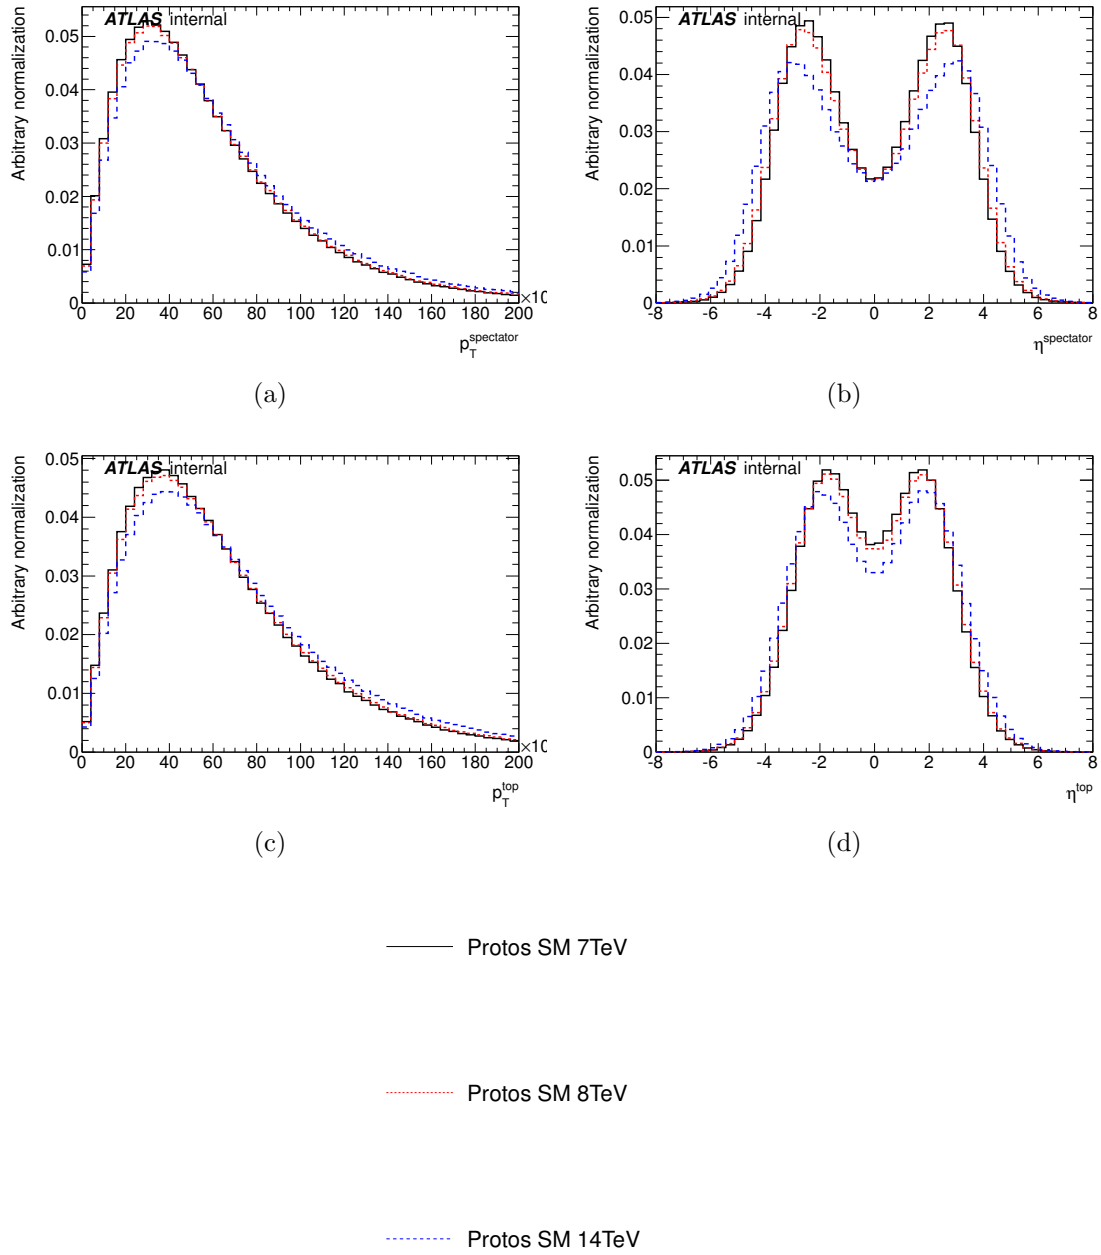 ATLAS internal
Arbitrary normalization
0.05
0.04
0.03
0.02
0.01
0
0 20 40 60 80 100 120 140 160 180 200
p_T^spectator
(a)
ATLAS internal
Arbitrary normalization
0.05
0.04
0.03
0.02
0.01
0
-8 -6 -4 -2 0 2 4 6 8
η^spectator
(b)
ATLAS internal
Arbitrary normalization
0.05
0.04
0.03
0.02
0.01
0
0 20 40 60 80 100 120 140 160 180 200
p_T^top
(c)
ATLAS internal
Arbitrary normalization
0.05
0.04
0.03
0.02
0.01
0
-8 -6 -4 -2 0 2 4 6 8
η^top
(d)
Protos SM 7TeV
Protos SM 8TeV
Protos SM 14TeV